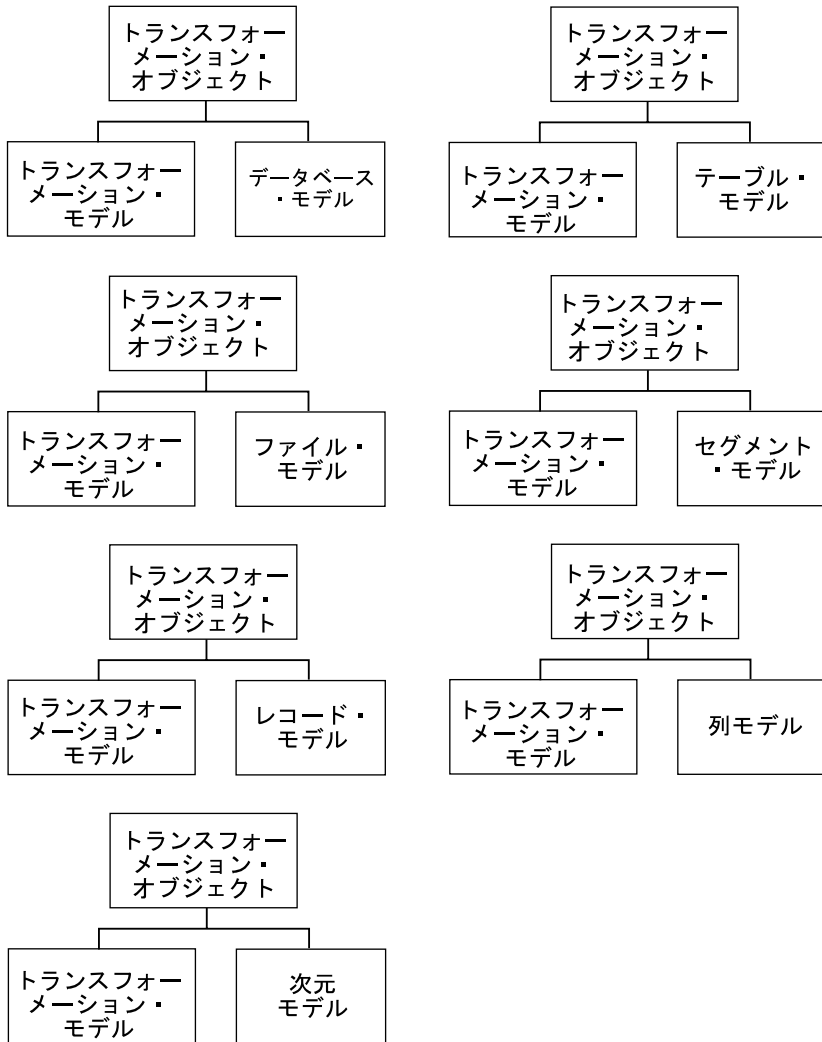 トランスフォー
メーション・
オブジェクト
トランスフォー
メーション・
モデル
データベース
・モデル
トランスフォー
メーション・
オブジェクト
トランスフォー
メーション・
モデル
テーブル・
モデル
トランスフォー
メーション・
オブジェクト
トランスフォー
メーション・
モデル
ファイル・
モデル
トランスフォー
メーション・
オブジェクト
トランスフォー
メーション・
モデル
セグメント
・モデル
トランスフォー
メーション・
オブジェクト
トランスフォー
メーション・
モデル
レコード・
モデル
トランスフォー
メーション・
オブジェクト
トランスフォー
メーション・
モデル
列モデル
トランスフォー
メーション・
オブジェクト
トランスフォー
メーション・
モデル
次元
モデル